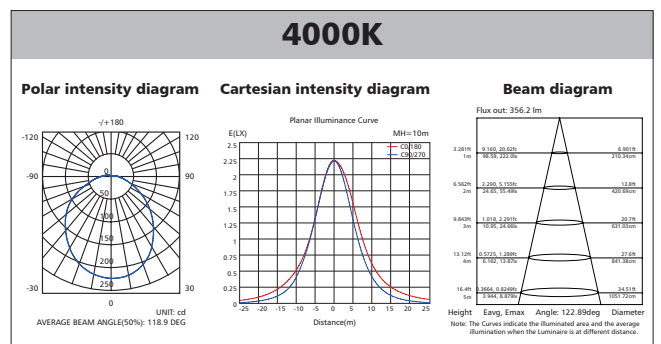 4000K
Polar intensity diagram
-/+180
-120
120
-90
90
0
50
100
150
200
250
-30
30
0
UNIT: cd
AVERAGE BEAM ANGLE(50%): 118.9 DEG
Cartesian intensity diagram
Planar Illuminance Curve
E(LX)
MH=10m
C0/180
C90/270
2.5
2.25
2
1.75
1.5
1.25
1
0.75
0.5
0.25
0
-25 -20 -15 -10 -5 0 5 10 15 20 25
Distance(m)
Beam diagram
Flux out: 356.2 lm
3.281ft 9.160, 20.62fc 6.901ft
1m 98.59, 222.0lx 210.34cm
6.562ft 2.290, 5.155fc 13.8ft
2m 24.65, 55.49lx 420.69cm
9.842ft 1.018, 2.291fc 20.7ft
3m 10.95, 24.66lx 631.03cm
13.12ft 0.5725, 1.289fc 27.6ft
4m 6.162, 13.87lx 841.38cm
16.4ft 0.3664, 0.8249fc 34.51ft
5m 3.944, 8.879lx 1051.72cm
Height Eavg, Emax Angle: 122.89deg Diameter
Note: The Curves indicate the illuminated area and the average
illumination when the Luminaire is at different distance.